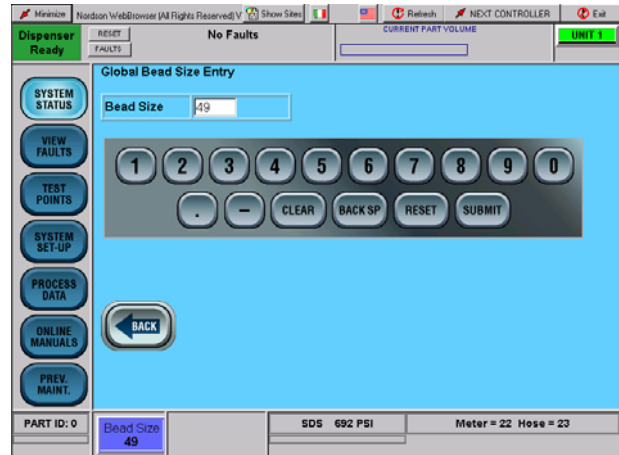 Minimize Nordson WebBrowser (All Rights Reserved) V Show Sites Refresh NEXT CONTROLLER Exit
Dispenser Ready
RESET FAULTS
No Faults
CURRENT PART VOLUME
UNIT 1
Global Bead Size Entry
Bead Size 49
SYSTEM STATUS
VIEW FAULTS
TEST POINTS
SYSTEM SET-UP
PROCESS DATA
ONLINE MANUALS
PREV. MAINT.
1 2 3 4 5 6 7 8 9 0
. - CLEAR BACK SP RESET SUBMIT
BACK
PART ID: 0
Bead Size
49
SDS 692 PSI
Meter = 22 Hose = 23